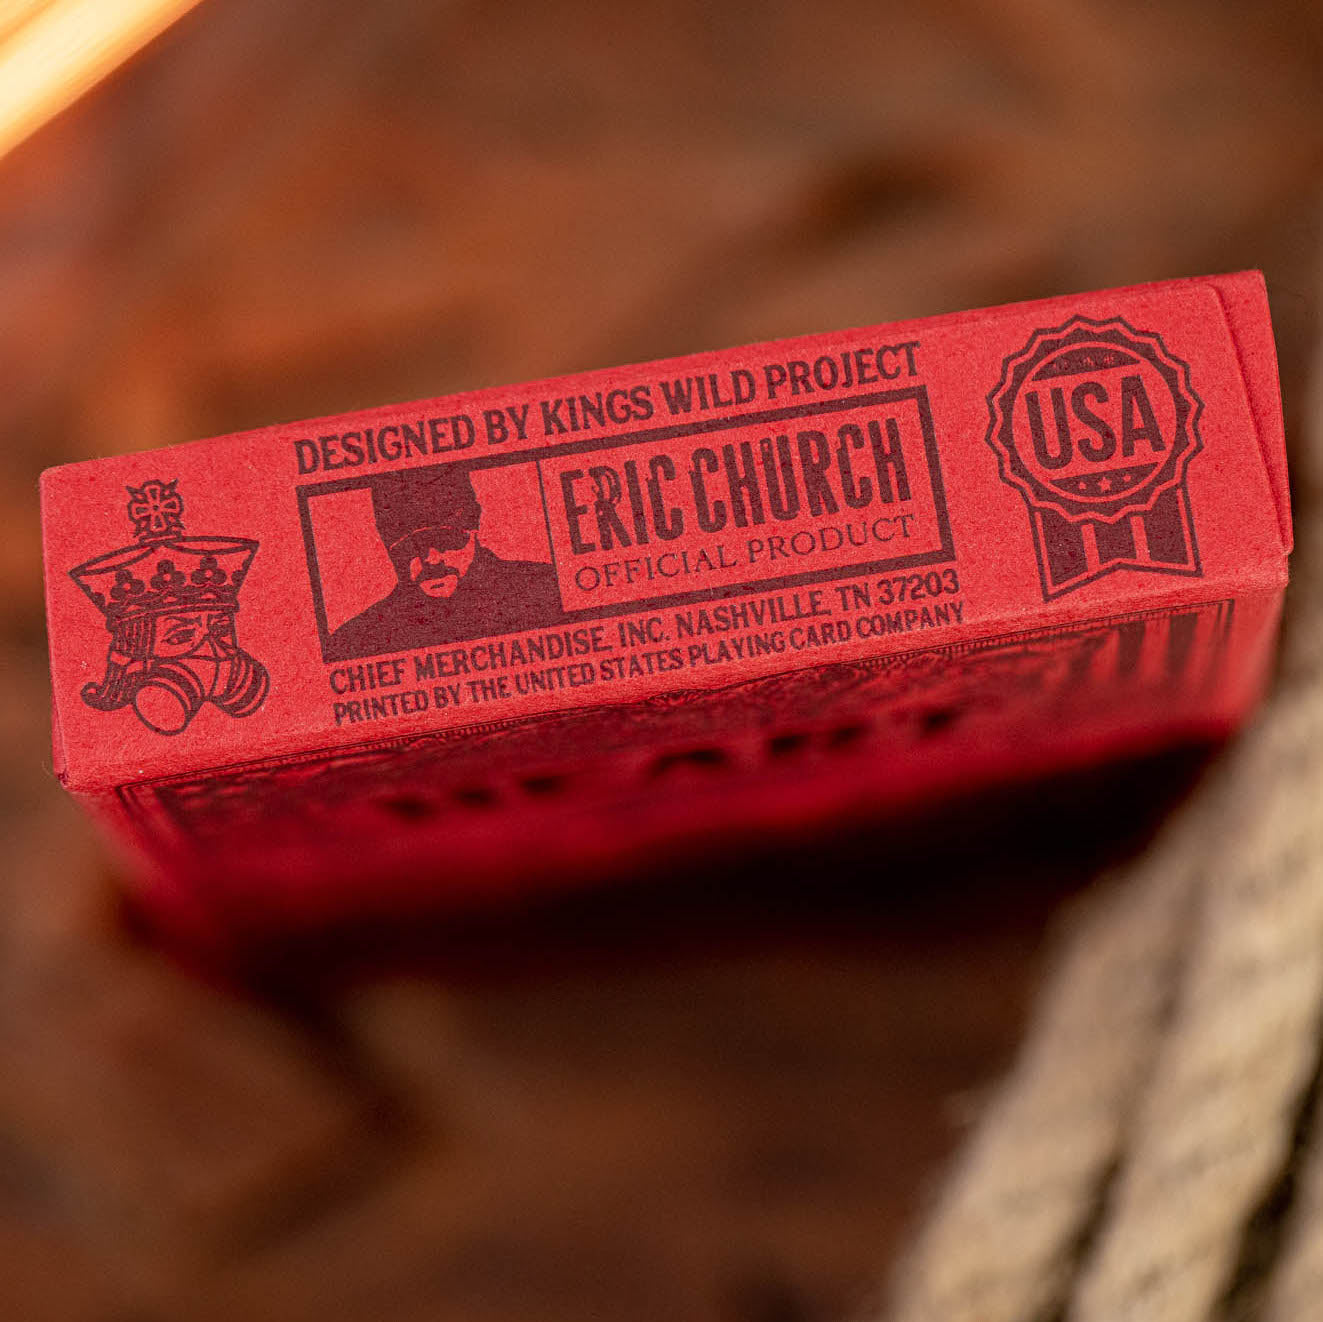 DESIGNED BY KINGS WILD PROJECT
ERIC CHURCH
OFFICIAL PRODUCT
CHIEF MERCHANDISE, INC. NASHVILLE, TN 37203
PRINTED BY THE UNITED STATES PLAYING CARD COMPANY
USA